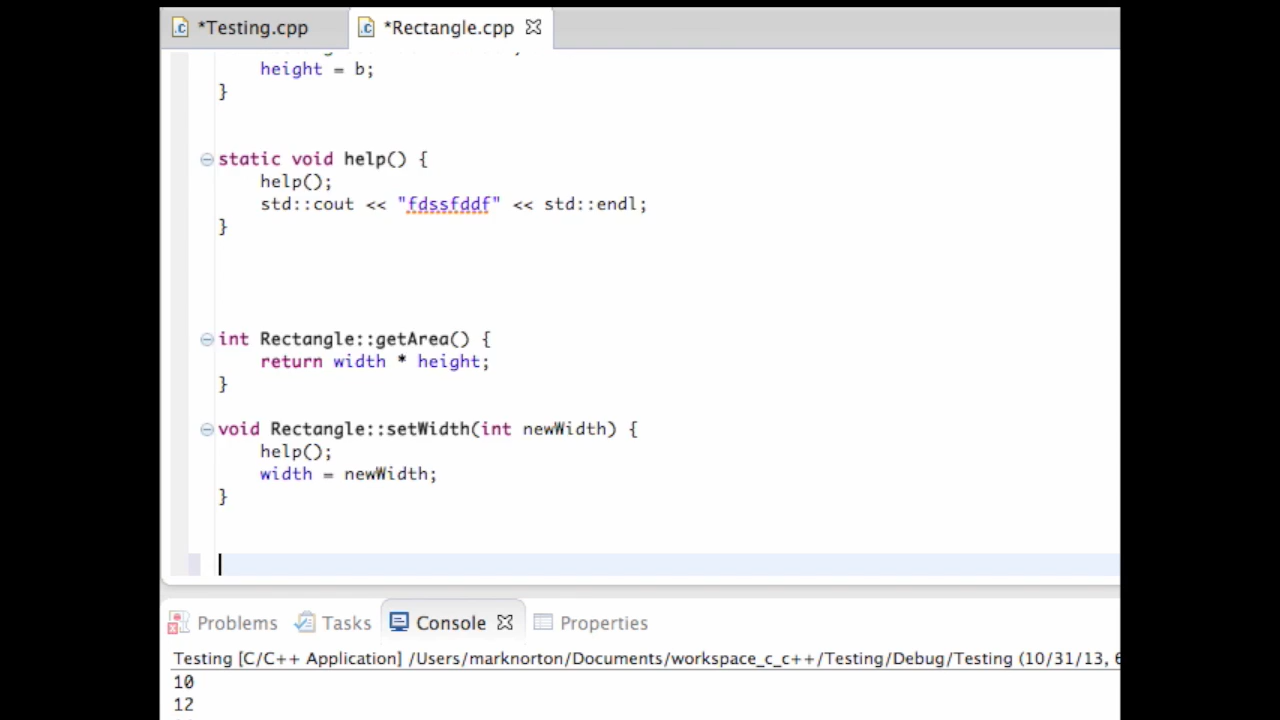 *Testing.cpp *Rectangle.cpp
height = b;
}
static void help() {
help();
std::cout << "fdssfddf" << std::endl;
}
int Rectangle::getArea() {
return width * height;
}
void Rectangle::setWidth(int newWidth) {
help();
width = newWidth;
}
Problems Tasks Console Properties
Testing [C/C++ Application] /Users/marknorton/Documents/workspace_c_c++/Testing/Debug/Testing (10/31/13, 6
10
12